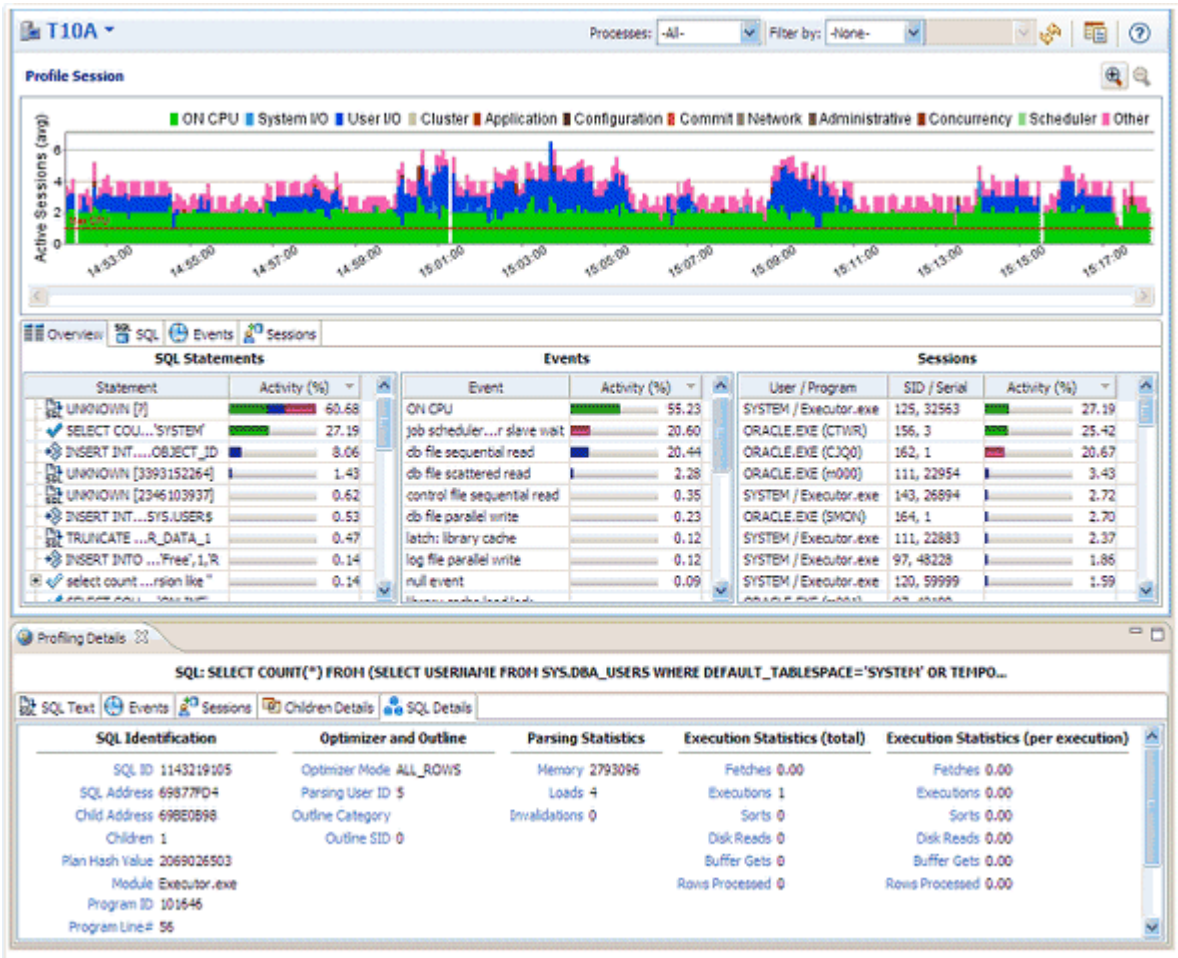 T10A Processes: -All- Filter by: -None-
Profile Session
ON CPU System I/O User I/O Cluster Application Configuration Commit Network Administrative Concurrency Scheduler Other
Active Sessions (avg)
6
4
2
0
Max CPU
14:53:00 14:55:00 14:57:00 14:59:00 15:01:00 15:03:00 15:05:00 15:07:00 15:09:00 15:11:00 15:13:00 15:15:00 15:17:00
Overview SQL Events Sessions
SQL Statements Events Sessions
Statement Activity (%) Event Activity (%) User / Program SID / Serial Activity (%)
UNKNOWN [?] 60.68 ON CPU 55.23 SYSTEM / Executor.exe 125, 32563 27.19
SELECT COU...'SYSTEM' 27.19 job scheduler...r slave wait 20.60 ORACLE.EXE (CTWR) 156, 3 25.42
INSERT INT....OBJECT_ID 8.06 db file sequential read 20.44 ORACLE.EXE (CJQ0) 162, 1 20.67
UNKNOWN [3393152264] 1.43 db file scattered read 2.28 ORACLE.EXE (m000) 111, 22954 3.43
UNKNOWN [2346103937] 0.62 control file sequential read 0.35 SYSTEM / Executor.exe 143, 26894 2.72
INSERT INT...SYS.USER$ 0.53 db file parallel write 0.23 ORACLE.EXE (SMON) 164, 1 2.70
TRUNCATE ...R_DATA_1 0.47 latch: library cache 0.12 SYSTEM / Executor.exe 111, 22883 2.37
INSERT INTO ...'Free',1,'R 0.14 log file parallel write 0.12 SYSTEM / Executor.exe 97, 48228 1.86
select count ...rsion like '' 0.14 null event 0.09 SYSTEM / Executor.exe 120, 59999 1.59
Profiling Details
SQL: SELECT COUNT(*) FROM (SELECT USERNAME FROM SYS.DBA_USERS WHERE DEFAULT_TABLESPACE='SYSTEM' OR TEMPO...
SQL Text Events Sessions Children Details SQL Details
SQL Identification Optimizer and Outline Parsing Statistics Execution Statistics (total) Execution Statistics (per execution)
SQL ID 1143219105 Optimizer Mode ALL_ROWS Memory 2793096 Fetches 0.00 Fetches 0.00
SQL Address 69877FD4 Parsing User ID 5 Loads 4 Executions 1 Executions 0.00
Child Address 69BE0B98 Outline Category Invalidations 0 Sorts 0 Sorts 0.00
Children 1 Outline SID 0 Disk Reads 0 Disk Reads 0.00
Plan Hash Value 2069026503 Buffer Gets 0 Buffer Gets 0.00
Module Executor.exe Rows Processed 0 Rows Processed 0.00
Program ID 101646
Program Line# 56